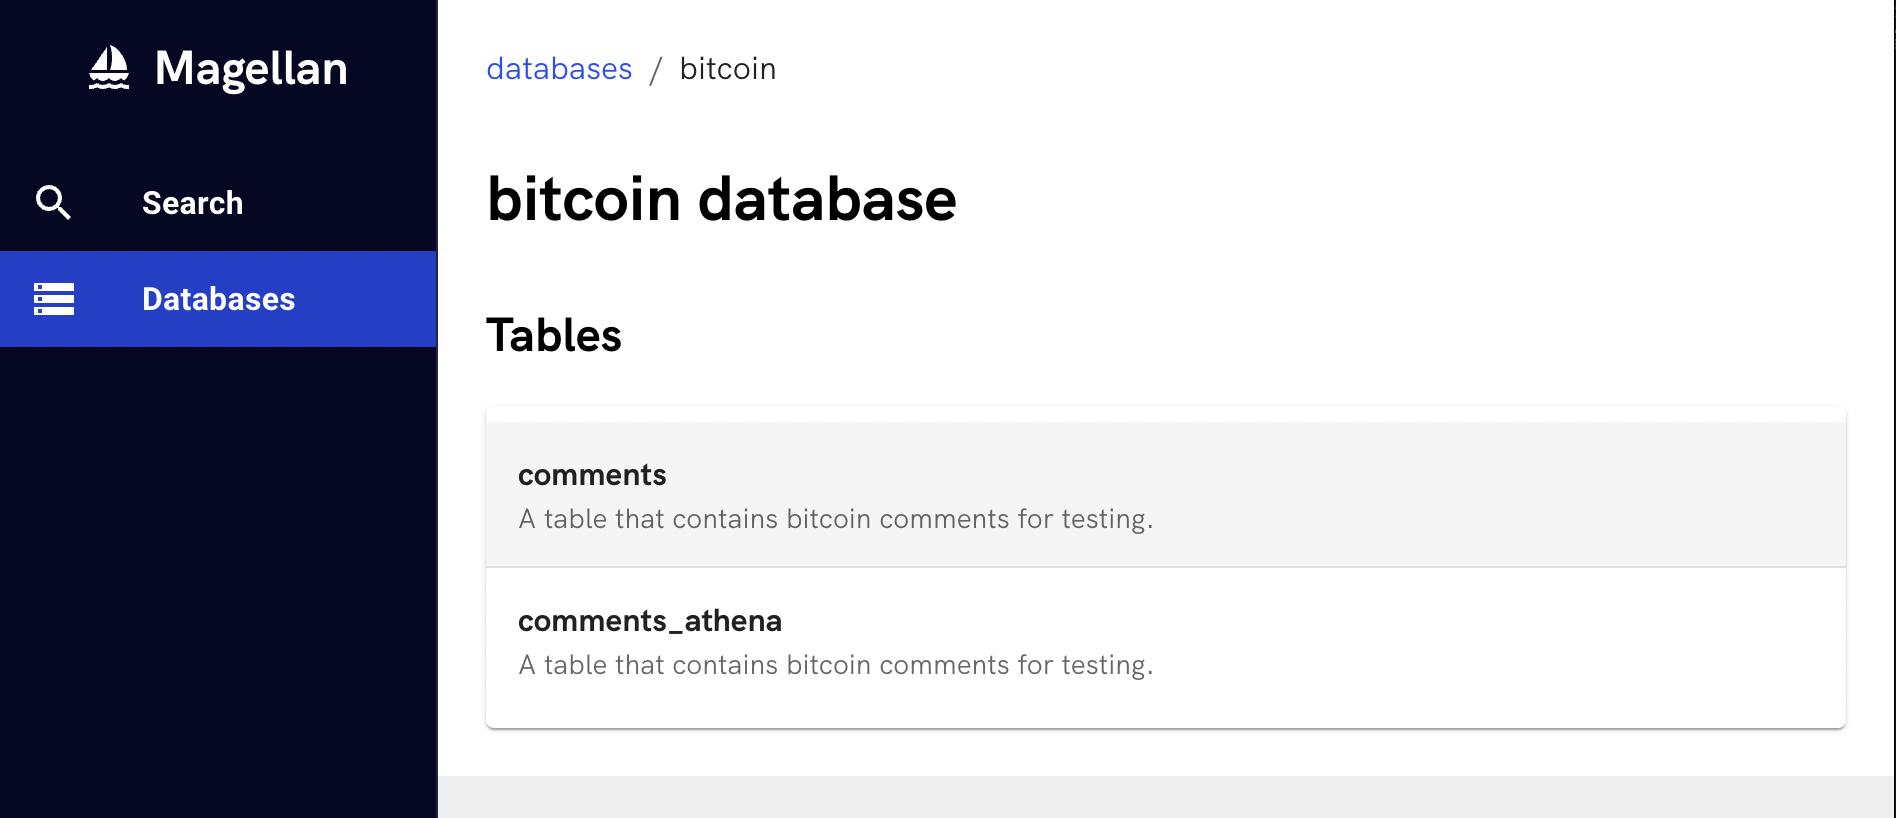 Magellan
Search
Databases
databases / bitcoin
bitcoin database
Tables
comments
A table that contains bitcoin comments for testing.
comments_athena
A table that contains bitcoin comments for testing.